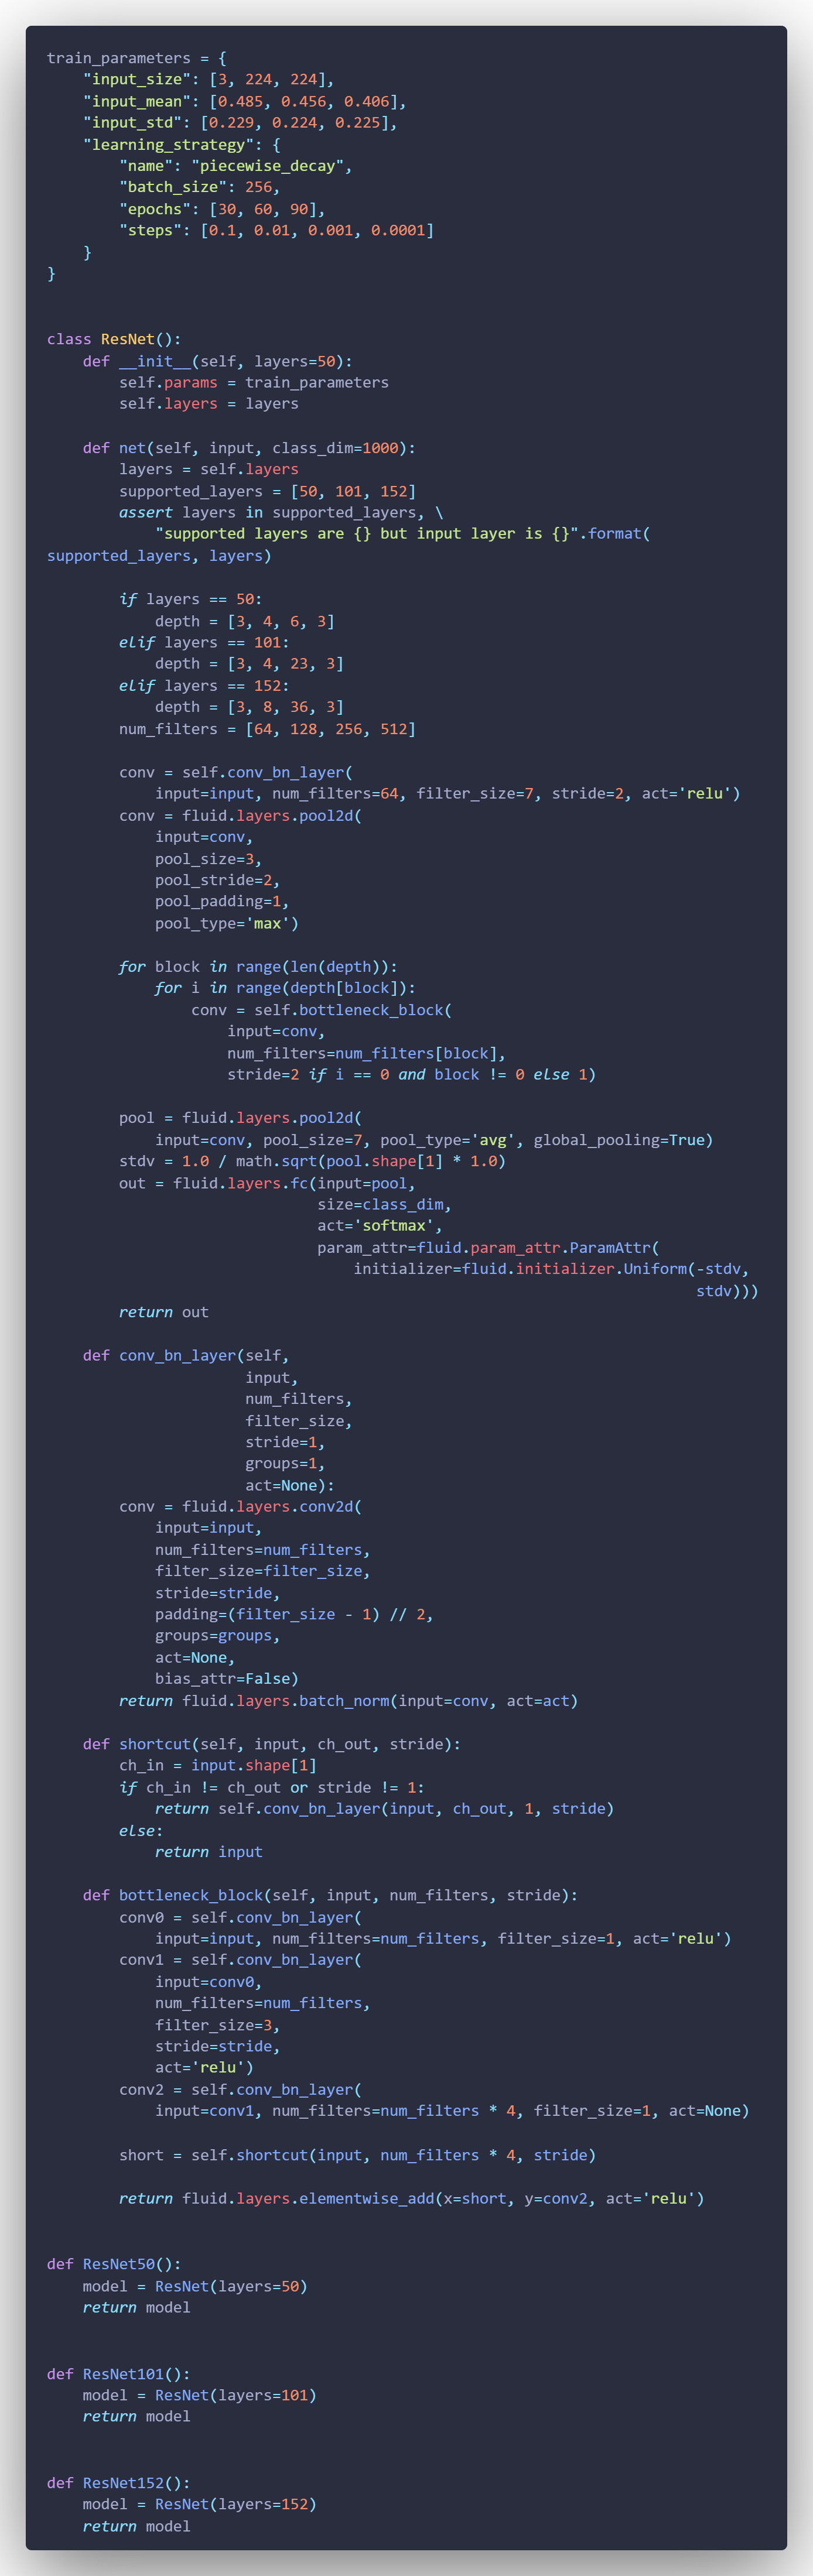 train_parameters = {
    "input_size": [3, 224, 224],
    "input_mean": [0.485, 0.456, 0.406],
    "input_std": [0.229, 0.224, 0.225],
    "learning_strategy": {
        "name": "piecewise_decay",
        "batch_size": 256,
        "epochs": [30, 60, 90],
        "steps": [0.1, 0.01, 0.001, 0.0001]
    }
}


class ResNet():
    def __init__(self, layers=50):
        self.params = train_parameters
        self.layers = layers

    def net(self, input, class_dim=1000):
        layers = self.layers
        supported_layers = [50, 101, 152]
        assert layers in supported_layers, \
            "supported layers are {} but input layer is {}".format(
supported_layers, layers)

        if layers == 50:
            depth = [3, 4, 6, 3]
        elif layers == 101:
            depth = [3, 4, 23, 3]
        elif layers == 152:
            depth = [3, 8, 36, 3]
        num_filters = [64, 128, 256, 512]

        conv = self.conv_bn_layer(
            input=input, num_filters=64, filter_size=7, stride=2, act='relu')
        conv = fluid.layers.pool2d(
            input=conv,
            pool_size=3,
            pool_stride=2,
            pool_padding=1,
            pool_type='max')

        for block in range(len(depth)):
            for i in range(depth[block]):
                conv = self.bottleneck_block(
                    input=conv,
                    num_filters=num_filters[block],
                    stride=2 if i == 0 and block != 0 else 1)

        pool = fluid.layers.pool2d(
            input=conv, pool_size=7, pool_type='avg', global_pooling=True)
        stdv = 1.0 / math.sqrt(pool.shape[1] * 1.0)
        out = fluid.layers.fc(input=pool,
                              size=class_dim,
                              act='softmax',
                              param_attr=fluid.param_attr.ParamAttr(
                                  initializer=fluid.initializer.Uniform(-stdv,
                                                                        stdv)))
        return out

    def conv_bn_layer(self,
                      input,
                      num_filters,
                      filter_size,
                      stride=1,
                      groups=1,
                      act=None):
        conv = fluid.layers.conv2d(
            input=input,
            num_filters=num_filters,
            filter_size=filter_size,
            stride=stride,
            padding=(filter_size - 1) // 2,
            groups=groups,
            act=None,
            bias_attr=False)
        return fluid.layers.batch_norm(input=conv, act=act)

    def shortcut(self, input, ch_out, stride):
        ch_in = input.shape[1]
        if ch_in != ch_out or stride != 1:
            return self.conv_bn_layer(input, ch_out, 1, stride)
        else:
            return input

    def bottleneck_block(self, input, num_filters, stride):
        conv0 = self.conv_bn_layer(
            input=input, num_filters=num_filters, filter_size=1, act='relu')
        conv1 = self.conv_bn_layer(
            input=conv0,
            num_filters=num_filters,
            filter_size=3,
            stride=stride,
            act='relu')
        conv2 = self.conv_bn_layer(
            input=conv1, num_filters=num_filters * 4, filter_size=1, act=None)

        short = self.shortcut(input, num_filters * 4, stride)

        return fluid.layers.elementwise_add(x=short, y=conv2, act='relu')


def ResNet50():
    model = ResNet(layers=50)
    return model


def ResNet101():
    model = ResNet(layers=101)
    return model


def ResNet152():
    model = ResNet(layers=152)
    return model